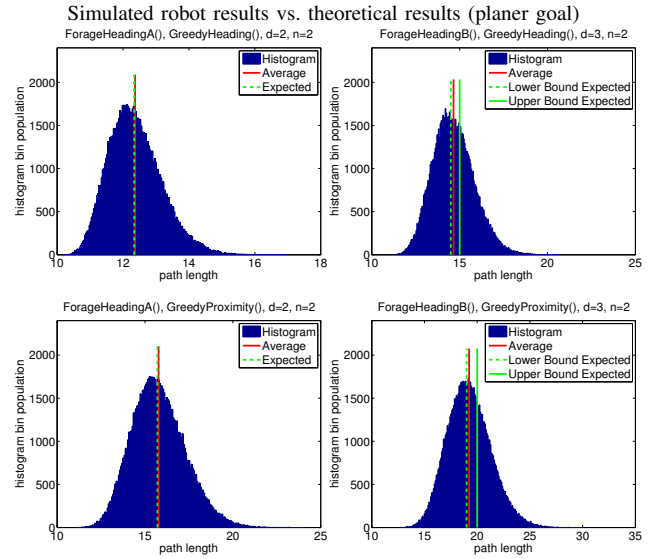 Simulated robot results vs. theoretical results (planer goal)
ForageHeadingA(), GreedyHeading(), d=2, n=2
2000
1500
1000
500
0
histogram bin population
Histogram
Average
Expected
10 12 14 16 18
path length
ForageHeadingB(), GreedyHeading(), d=3, n=2
2000
1500
1000
500
0
histogram bin population
Histogram
Average
Lower Bound Expected
Upper Bound Expected
10 15 20 25
path length
ForageHeadingA(), GreedyProximity(), d=2, n=2
2000
1500
1000
500
0
histogram bin population
Histogram
Average
Expected
10 15 20 25
path length
ForageHeadingB(), GreedyProximity(), d=3, n=2
2000
1500
1000
500
0
histogram bin population
Histogram
Average
Lower Bound Expected
Upper Bound Expected
10 15 20 25 30 35
path length